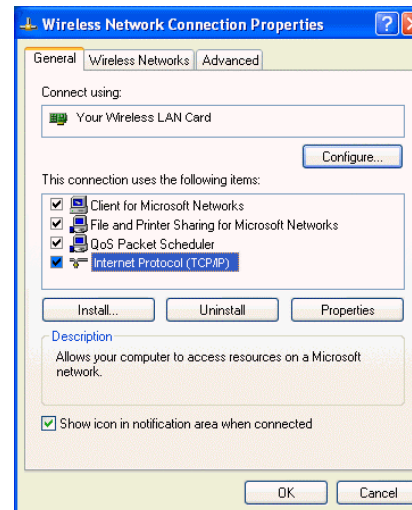 Wireless Network Connection Properties
General Wireless Networks Advanced
Connect using:
Your Wireless LAN Card
Configure...
This connection uses the following items:
Client for Microsoft Networks
File and Printer Sharing for Microsoft Networks
QoS Packet Scheduler
Internet Protocol (TCP/IP)
Install... Uninstall Properties
Description
Allows your computer to access resources on a Microsoft
network.
Show icon in notification area when connected
OK Cancel